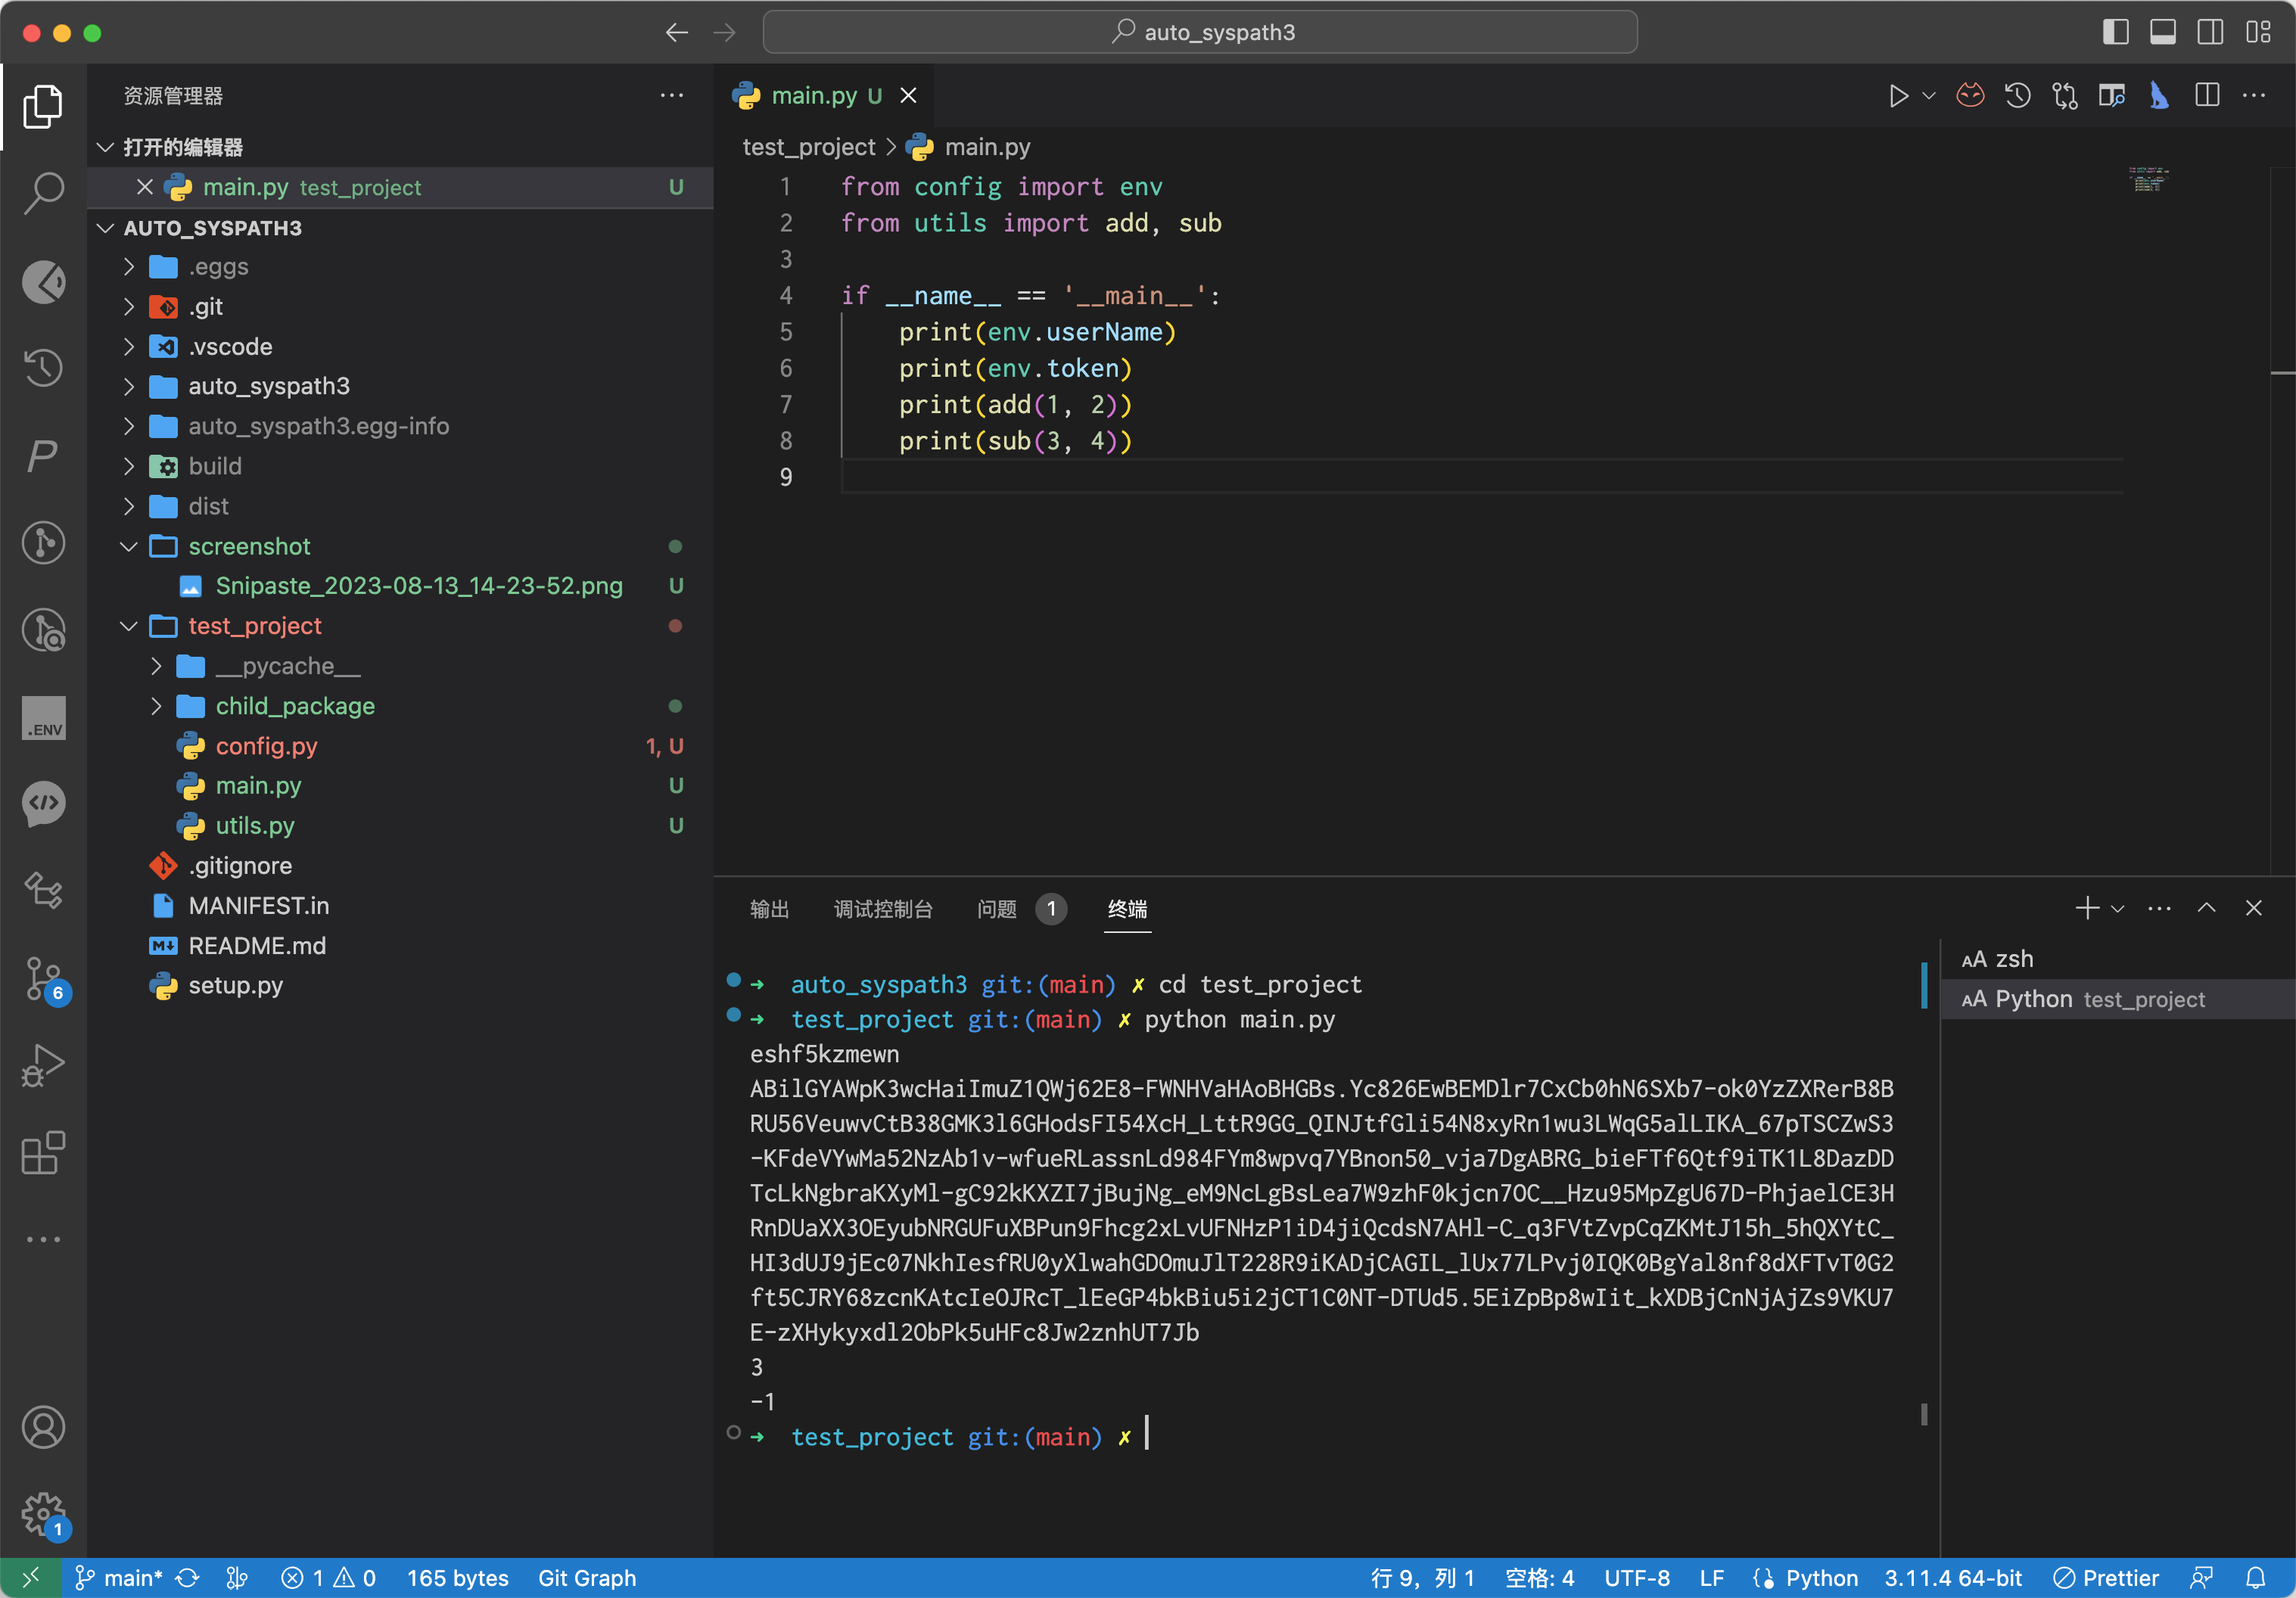 auto_syspath3
资源管理器
打开的编辑器
main.py test_project U
AUTO_SYSPATH3
.eggs
.git
.vscode
auto_syspath3
auto_syspath3.egg-info
build
dist
screenshot
Snipaste_2023-08-13_14-23-52.png U
test_project
__pycache__
child_package
config.py 1, U
main.py U
utils.py U
.gitignore
MANIFEST.in
README.md
setup.py
.ENV
6
1
main.py U
test_project > main.py
1 from config import env
2 from utils import add, sub
3
4 if __name__ == '__main__':
5 print(env.userName)
6 print(env.token)
7 print(add(1, 2))
8 print(sub(3, 4))
9
输出 调试控制台 问题 1 终端
➜ auto_syspath3 git:(main) ✗ cd test_project
➜ test_project git:(main) ✗ python main.py
eshf5kzmewn
ABilGYAWpK3wcHaiImuZ1QWj62E8-FWNHVaHAoBHGBs.Yc826EwBEMDlr7CxCb0hN6SXb7-ok0YzZXRerB8B
RU56VeuwvCtB38GMK3l6GHodsFI54XcH_LttR9GG_QINJtfGli54N8xyRn1wu3LWqG5alLIKA_67pTSCZwS3
-KFdeVYwMa52NzAb1v-wfueRLassnLd984FYm8wpvq7YBnon50_vja7DgABRG_bieFTf6Qtf9iTK1L8DazDD
TcLkNgbraKXyMl-gC92kKXZI7jBujNg_eM9NcLgBsLea7W9zhF0kjcn7OC__Hzu95MpZgU67D-PhjaelCE3H
RnDUaXX3OEyubNRGUFuXBPun9Fhcg2xLvUFNHzP1iD4jiQcdsN7AHl-C_q3FVtZvpCqZKMtJ15h_5hQXYtC_
HI3dUJ9jEc07NkhIesfRU0yXlwahGDOmuJlT228R9iKADjCAGIL_lUx77LPvj0IQK0BgYal8nf8dXFTvT0G2
ft5CJRY68zcnKAtcIeOJRcT_lEeGP4bkBiu5i2jCT1C0NT-DTUd5.5EiZpBp8wIit_kXDBjCnNjAjZs9VKU7
E-zXHykyxdl2ObPk5uHFc8Jw2znhUT7Jb
3
-1
➜ test_project git:(main) ✗
zsh
Python test_project
main* 1 0 165 bytes Git Graph 行 9，列 1 空格: 4 UTF-8 LF Python 3.11.4 64-bit Prettier